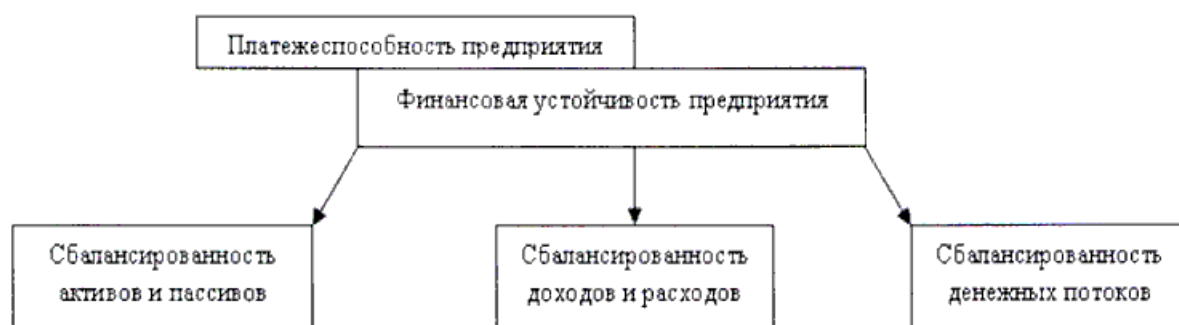 Платежеспособность предприятия
Финансовая устойчивость предприятия
Сбалансированность
активов и пассивов
Сбалансированность
доходов и расходов
Сбалансированность
денежных потоков